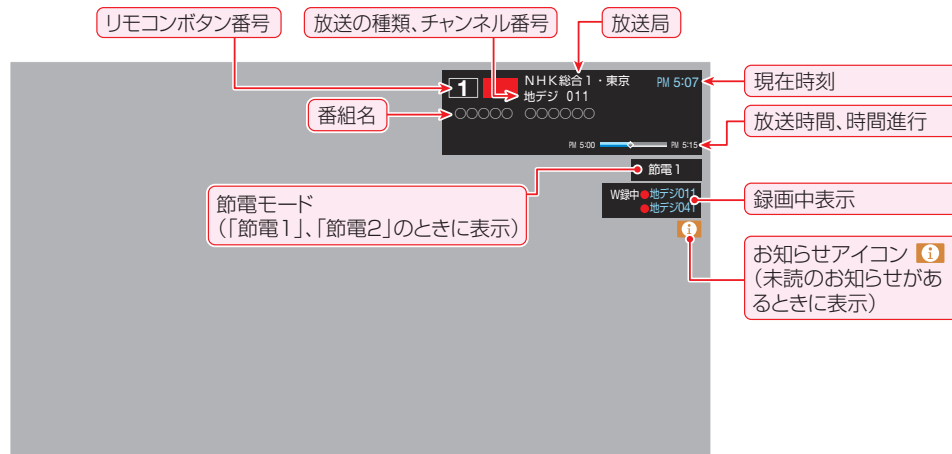 リモコンボタン番号
放送の種類、チャンネル番号
放送局
1
NHK総合1・東京
PM 5:07
地デジ 011
○○○○○ ○○○○○○
PM 5:00
PM 5:15
現在時刻
番組名
放送時間、時間進行
節電1
W録中●地デジ011
●地デジ041
録画中表示
節電モード
(「節電1」、「節電2」のときに表示)
お知らせアイコン
(未読のお知らせがあ
るときに表示)